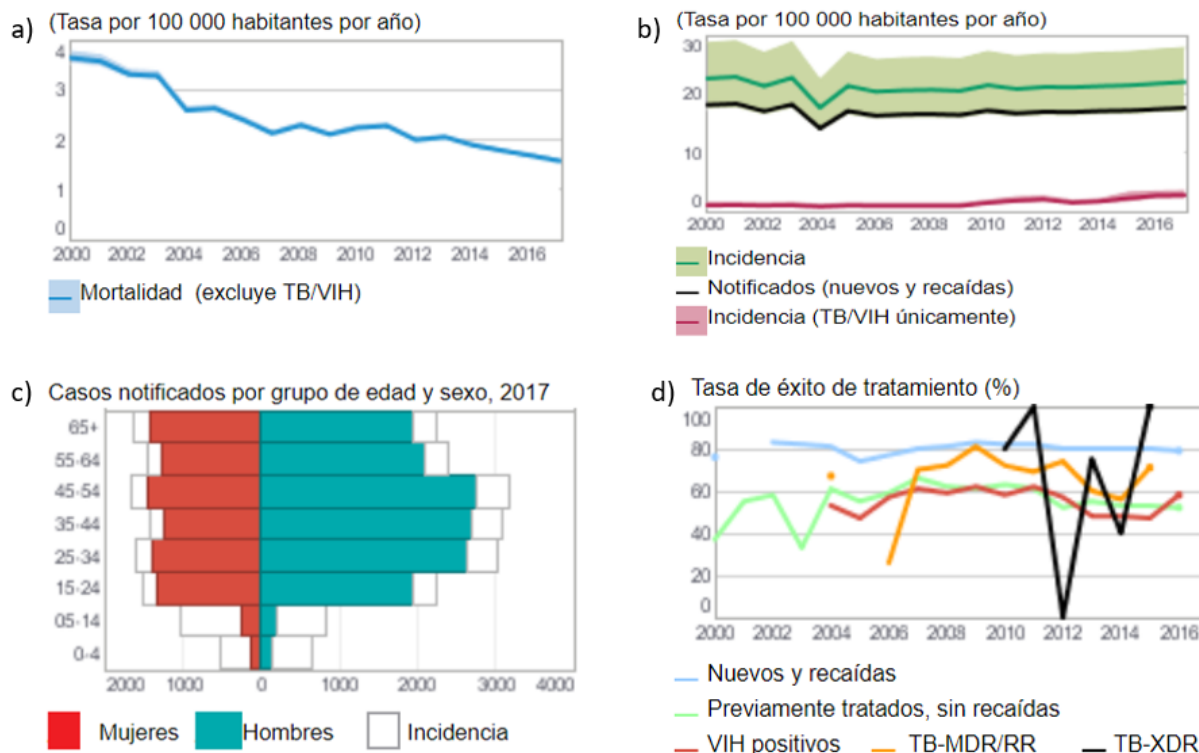 a) (Tasa por 100 000 habitantes por año)
4
3
2
1
0
2000 2002 2004 2006 2008 2010 2012 2014 2016
Mortalidad (excluye TB/VIH)
b) (Tasa por 100 000 habitantes por año)
30
20
10
0
2000 2002 2004 2006 2008 2010 2012 2014 2016
Incidencia
Notificados (nuevos y recaídas)
Incidencia (TB/VIH únicamente)
c) Casos notificados por grupo de edad y sexo, 2017
65+
55-64
45-54
35-44
25-34
15-24
05-14
0-4
2000 1000 0 1000 2000 3000 4000
Mujeres Hombres Incidencia
d) Tasa de éxito de tratamiento (%)
100
80
60
40
20
0
2000 2002 2004 2006 2008 2010 2012 2014 2016
Nuevos y recaídas
Previamente tratados, sin recaídas
VIH positivos TB-MDR/RR TB-XDR